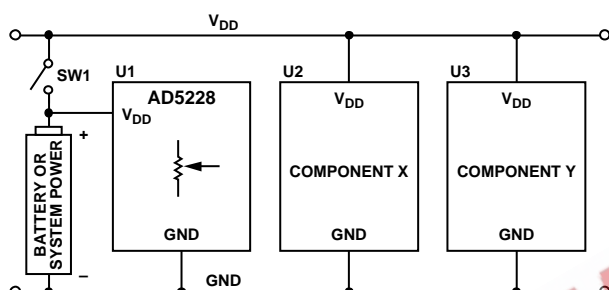 VDD
SW1
U1
AD5228
VDD
GND
U2
VDD
COMPONENT X
GND
U3
VDD
COMPONENT Y
GND
+
BATTERY OR
SYSTEM POWER
–
GND